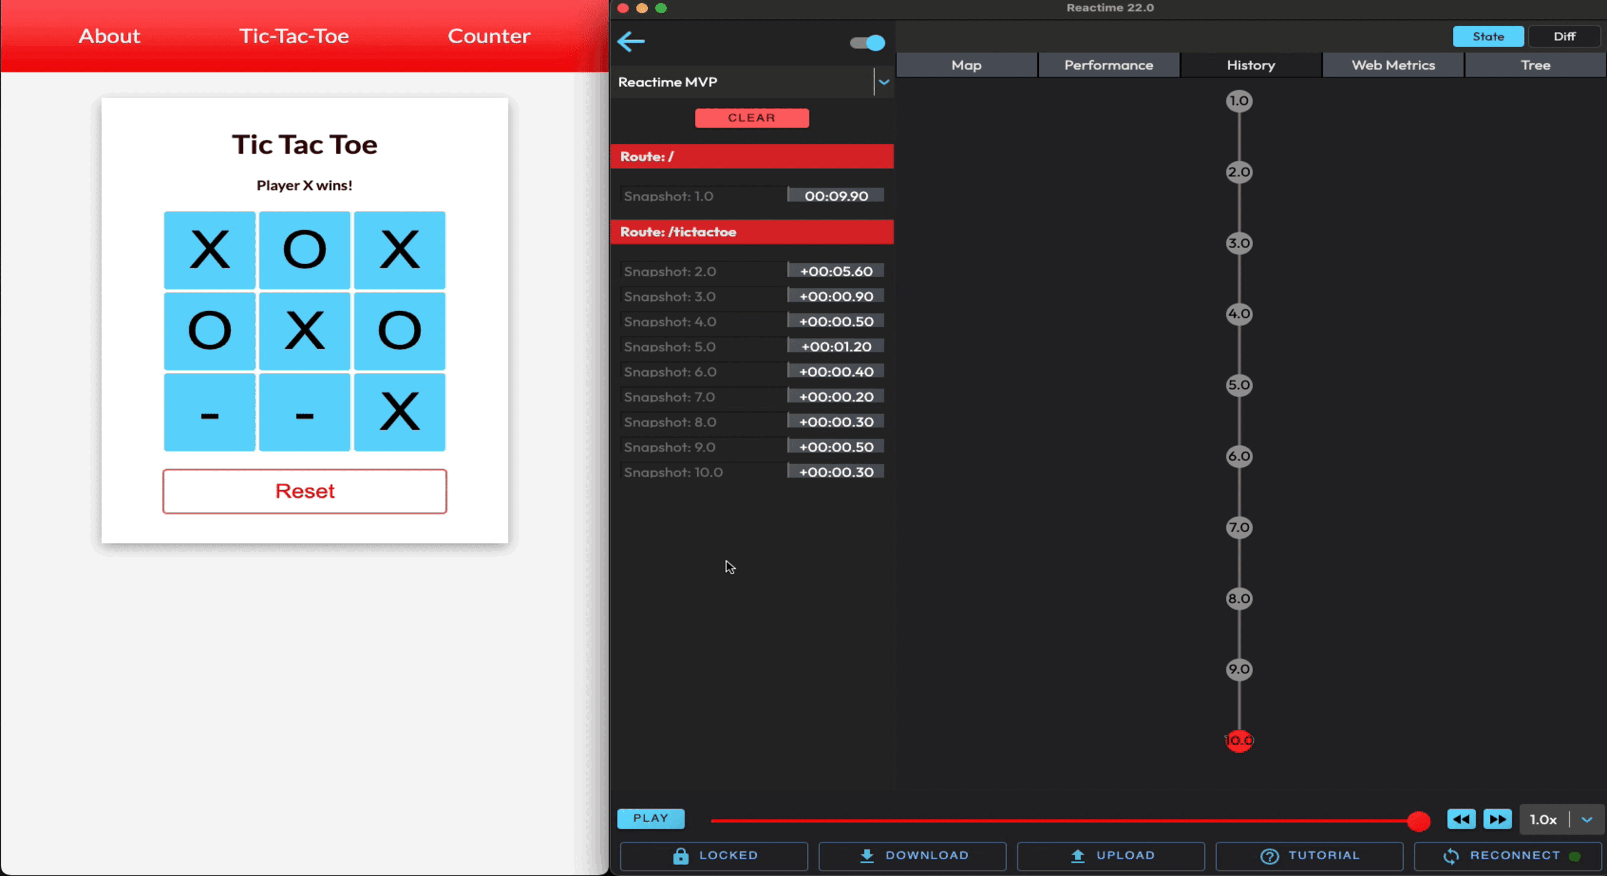 About Tic-Tac-Toe Counter
Tic Tac Toe
Player X wins!
X O X
O X O
- - X
Reset
Reactime 22.0
State Diff
Reactime MVP
Map Performance History Web Metrics Tree
CLEAR
Route: /
Snapshot: 1.0 00:09.90
Route: /tictactoe
Snapshot: 2.0 +00:05.60
Snapshot: 3.0 +00:00.90
Snapshot: 4.0 +00:00.50
Snapshot: 5.0 +00:01.20
Snapshot: 6.0 +00:00.40
Snapshot: 7.0 +00:00.20
Snapshot: 8.0 +00:00.30
Snapshot: 9.0 +00:00.50
Snapshot: 10.0 +00:00.30
1.0
2.0
3.0
4.0
5.0
6.0
7.0
8.0
9.0
10.0
PLAY 1.0x
LOCKED DOWNLOAD UPLOAD TUTORIAL RECONNECT